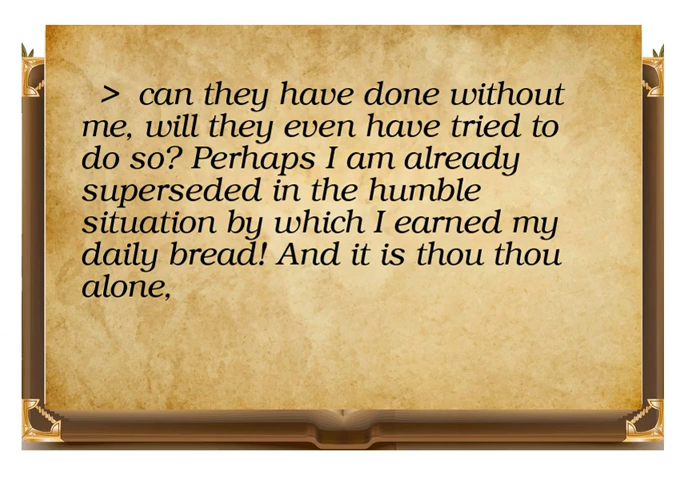 > can they have done without
me, will they even have tried to
do so? Perhaps I am already
superseded in the humble
situation by which I earned my
daily bread! And it is thou thou
alone,